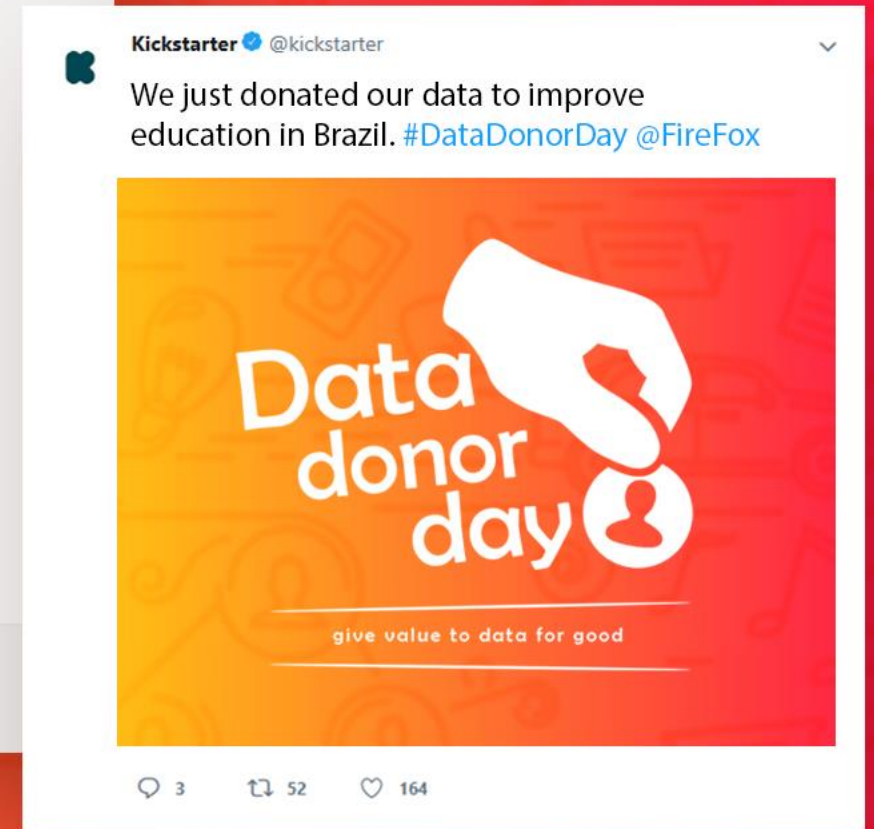 Kickstarter @kickstarter
We just donated our data to improve
education in Brazil. #DataDonorDay @FireFox
Data
donor
day
give value to data for good
3 52 164